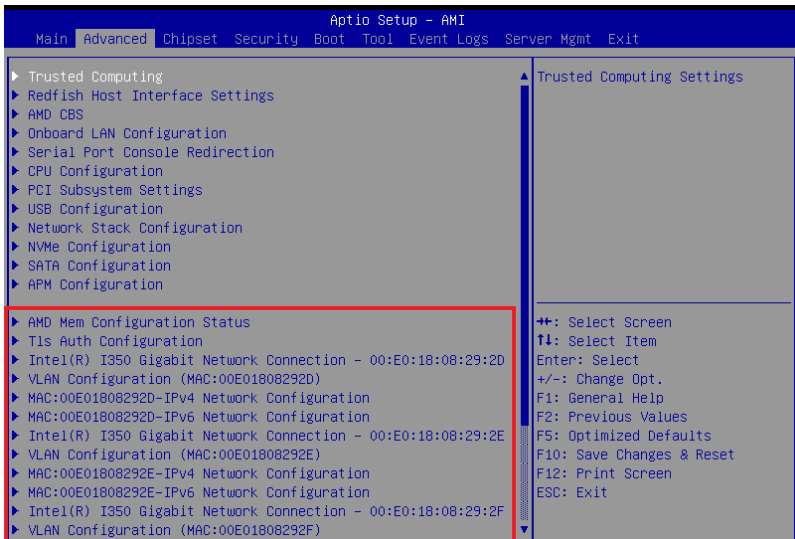 Aptio Setup - AMI
Main Advanced Chipset Security Boot Tool Event Logs Server Mgmt Exit
Trusted Computing
Redfish Host Interface Settings
AMD CBS
Onboard LAN Configuration
Serial Port Console Redirection
CPU Configuration
PCI Subsystem Settings
USB Configuration
Network Stack Configuration
NVMe Configuration
SATA Configuration
APM Configuration
AMD Mem Configuration Status
Tls Auth Configuration
Intel(R) I350 Gigabit Network Connection - 00:E0:18:08:29:2D
VLAN Configuration (MAC:00E01808292D)
MAC:00E01808292D-IPv4 Network Configuration
MAC:00E01808292D-IPv6 Network Configuration
Intel(R) I350 Gigabit Network Connection - 00:E0:18:08:29:2E
VLAN Configuration (MAC:00E01808292E)
MAC:00E01808292E-IPv4 Network Configuration
MAC:00E01808292E-IPv6 Network Configuration
Intel(R) I350 Gigabit Network Connection - 00:E0:18:08:29:2F
VLAN Configuration (MAC:00E01808292F)
Trusted Computing Settings
→←: Select Screen
↑↓: Select Item
Enter: Select
+/-: Change Opt.
F1: General Help
F2: Previous Values
F5: Optimized Defaults
F10: Save Changes & Reset
F12: Print Screen
ESC: Exit